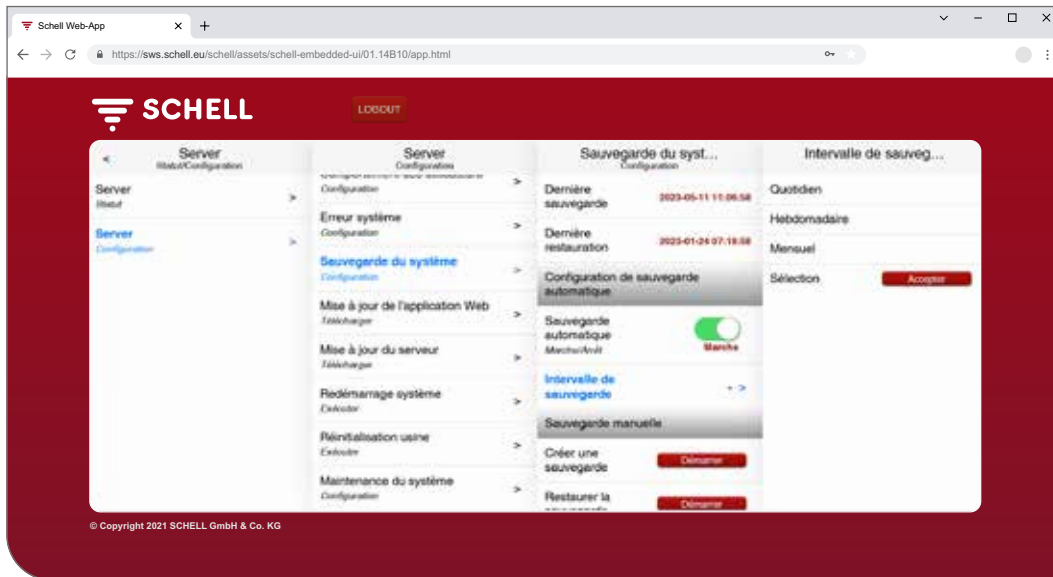 Schell Web-App
https://sws.schell.eu/schell/assets/schell-embedded-ui/01.14B10/app.html
SCHELL
LOGOUT
<
Server
Statut/Configuration
Server
Statut
>
Server
Configuration
>
Server
Configuration
Configuration
>
Erreur système
Configuration
>
Sauvegarde du système
Configuration
>
Mise à jour de l'application Web
Télécharger
>
Mise à jour du serveur
Télécharger
>
Redémarrage système
Exécuter
>
Réinitialisation usine
Exécuter
>
Maintenance du système
Configuration
>
Sauvegarde du syst...
Configuration
Dernière
sauvegarde
2023-05-11 11:06:58
Dernière
restauration
2023-01-24 07:18:58
Configuration de sauvegarde
automatique
Sauvegarde
automatique
Marche/Arrêt
Marche
Intervalle de
sauvegarde
- >
Sauvegarde manuelle
Créer une
sauvegarde
Démarrer
Restaurer la
Démarrer
Intervalle de sauveg...
Quotidien
Hebdomadaire
Mensuel
Sélection
Accepter
© Copyright 2021 SCHELL GmbH & Co. KG